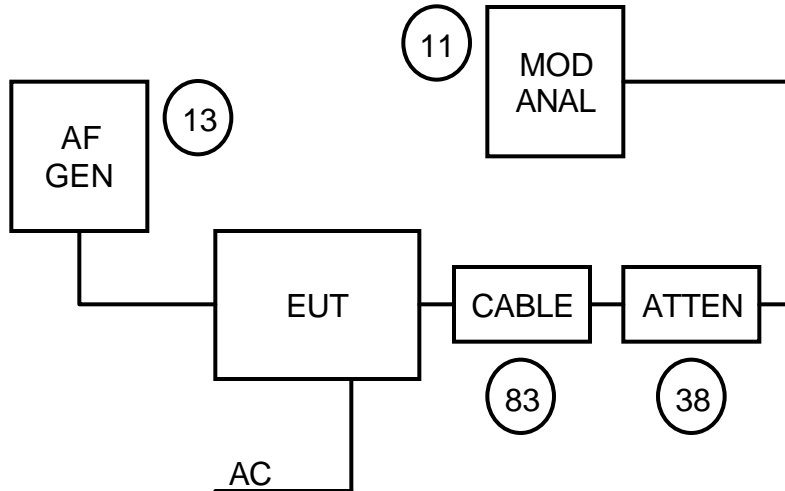 11
MOD
ANAL
13
AF
GEN
EUT
CABLE
ATTEN
83
38
AC